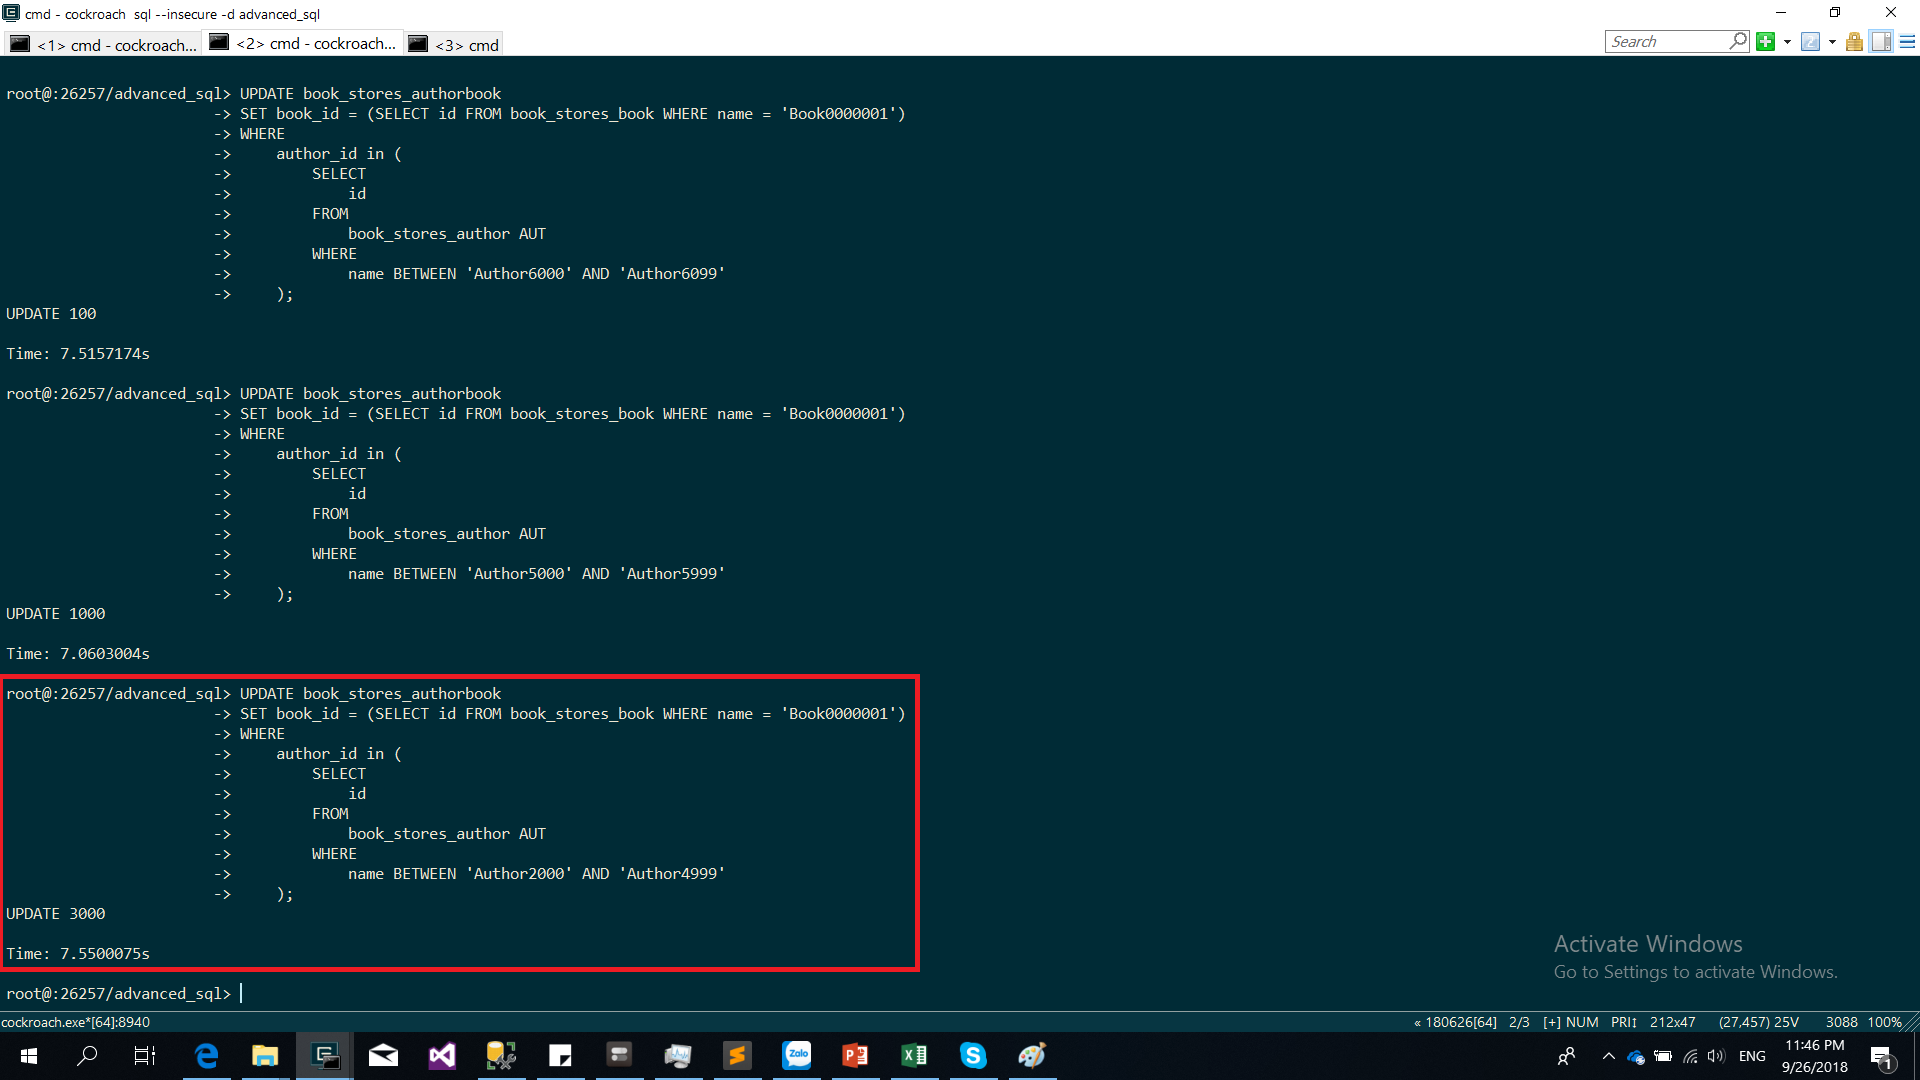 cmd - cockroach  sql --insecure -d advanced_sql
<1> cmd - cockroach... <2> cmd - cockroach... <3> cmd Search
root@:26257/advanced_sql> UPDATE book_stores_authorbook
-> SET book_id = (SELECT id FROM book_stores_book WHERE name = 'Book0000001')
-> WHERE
->     author_id in (
->         SELECT
->             id
->         FROM
->             book_stores_author AUT
->         WHERE
->             name BETWEEN 'Author6000' AND 'Author6099'
->     );
UPDATE 100
Time: 7.5157174s
root@:26257/advanced_sql> UPDATE book_stores_authorbook
-> SET book_id = (SELECT id FROM book_stores_book WHERE name = 'Book0000001')
-> WHERE
->     author_id in (
->         SELECT
->             id
->         FROM
->             book_stores_author AUT
->         WHERE
->             name BETWEEN 'Author5000' AND 'Author5999'
->     );
UPDATE 1000
Time: 7.0603004s
root@:26257/advanced_sql> UPDATE book_stores_authorbook
-> SET book_id = (SELECT id FROM book_stores_book WHERE name = 'Book0000001')
-> WHERE
->     author_id in (
->         SELECT
->             id
->         FROM
->             book_stores_author AUT
->         WHERE
->             name BETWEEN 'Author2000' AND 'Author4999'
->     );
UPDATE 3000
Time: 7.5500075s
root@:26257/advanced_sql>
Activate Windows
Go to Settings to activate Windows.
cockroach.exe*[64]:8940 « 180626[64] 2/3 [+] NUM PRI↕ 212x47 (27,457) 25V 3088 100%
Zalo
ENG 11:46 PM
9/26/2018
1